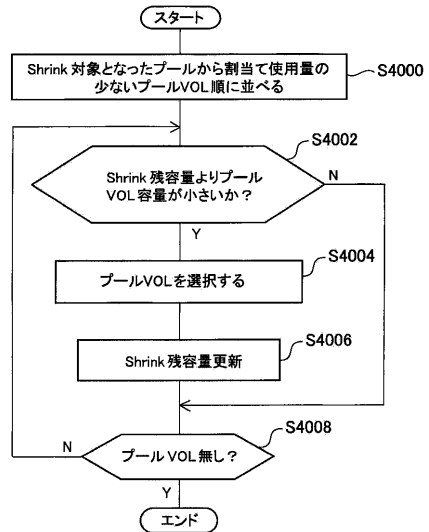 スタート
Shrink 対象となったプールから割当て使用量の
少ないプールVOL順に並べる
S4000
S4002
Shrink 残容量よりプール
VOL 容量が小さいか?
N
Y
S4004
プールVOLを選択する
S4006
Shrink 残容量更新
S4008
N
プール VOL 無し?
Y
エンド